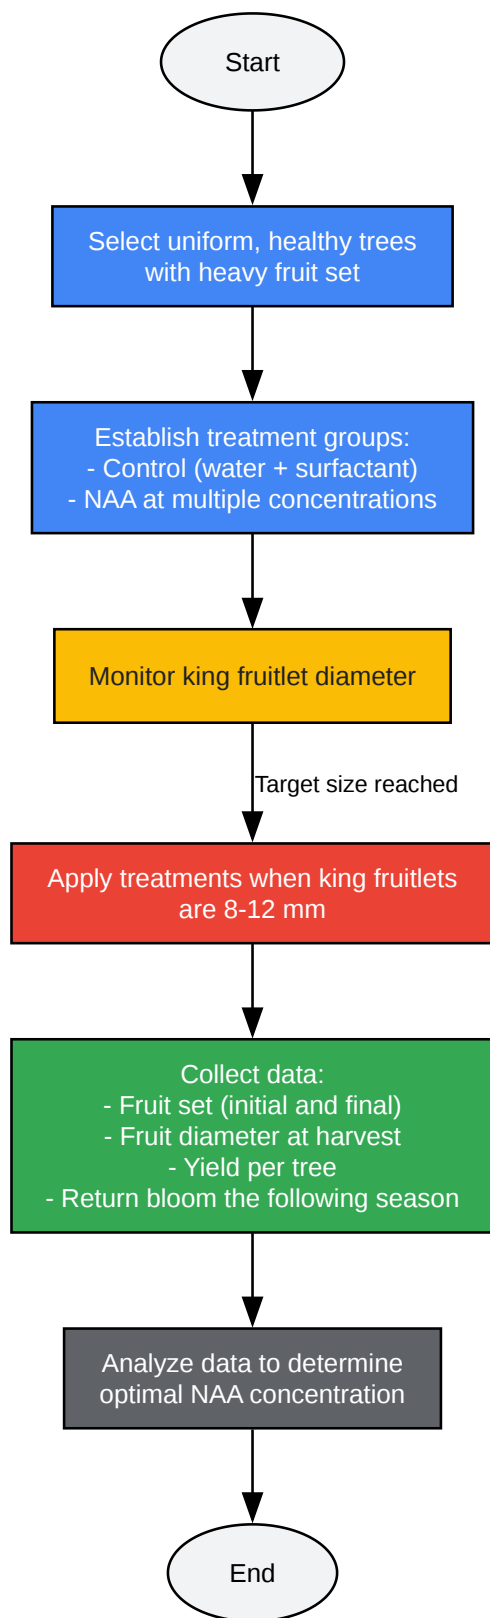 Start
Select uniform, healthy trees
with heavy fruit set
Establish treatment groups:
- Control (water + surfactant)
- NAA at multiple concentrations
Monitor king fruitlet diameter
Target size reached
Apply treatments when king fruitlets
are 8-12 mm
Collect data:
- Fruit set (initial and final)
- Fruit diameter at harvest
- Yield per tree
- Return bloom the following season
Analyze data to determine
optimal NAA concentration
End